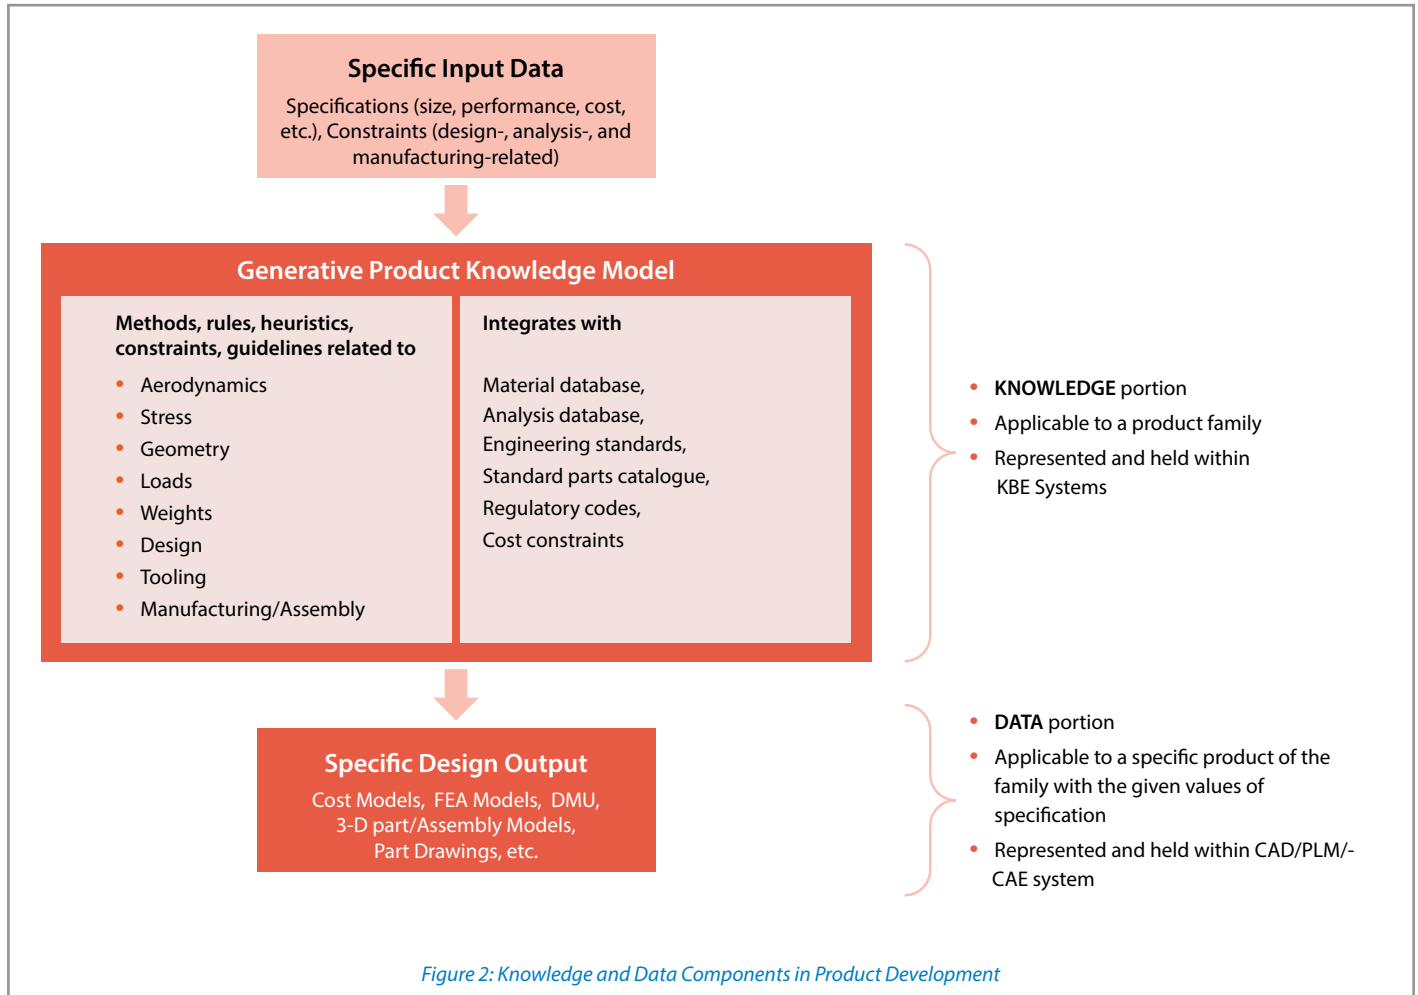 Specific Input Data
Specifications (size, performance, cost,
etc.), Constraints (design-, analysis-, and
manufacturing-related)
Generative Product Knowledge Model
Methods, rules, heuristics,
constraints, guidelines related to
• Aerodynamics
• Stress
• Geometry
• Loads
• Weights
• Design
• Tooling
• Manufacturing/Assembly
Integrates with
Material database,
Analysis database,
Engineering standards,
Standard parts catalogue,
Regulatory codes,
Cost constraints
• KNOWLEDGE portion
• Applicable to a product family
• Represented and held within
KBE Systems
Specific Design Output
Cost Models, FEA Models, DMU,
3-D part/Assembly Models,
Part Drawings, etc.
• DATA portion
• Applicable to a specific product of the
family with the given values of
specification
• Represented and held within CAD/PLM/-
CAE system
Figure 2: Knowledge and Data Components in Product Development